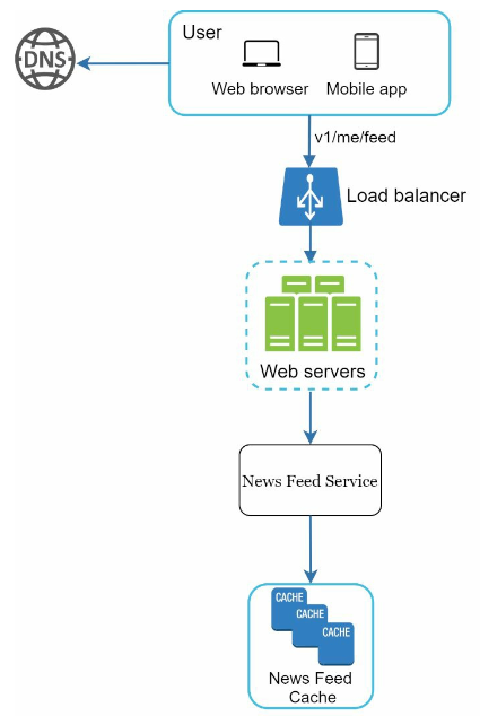 DNS
User
Web browser
Mobile app
v1/me/feed
Load balancer
Web servers
News Feed Service
CACHE
CACHE
CACHE
News Feed
Cache